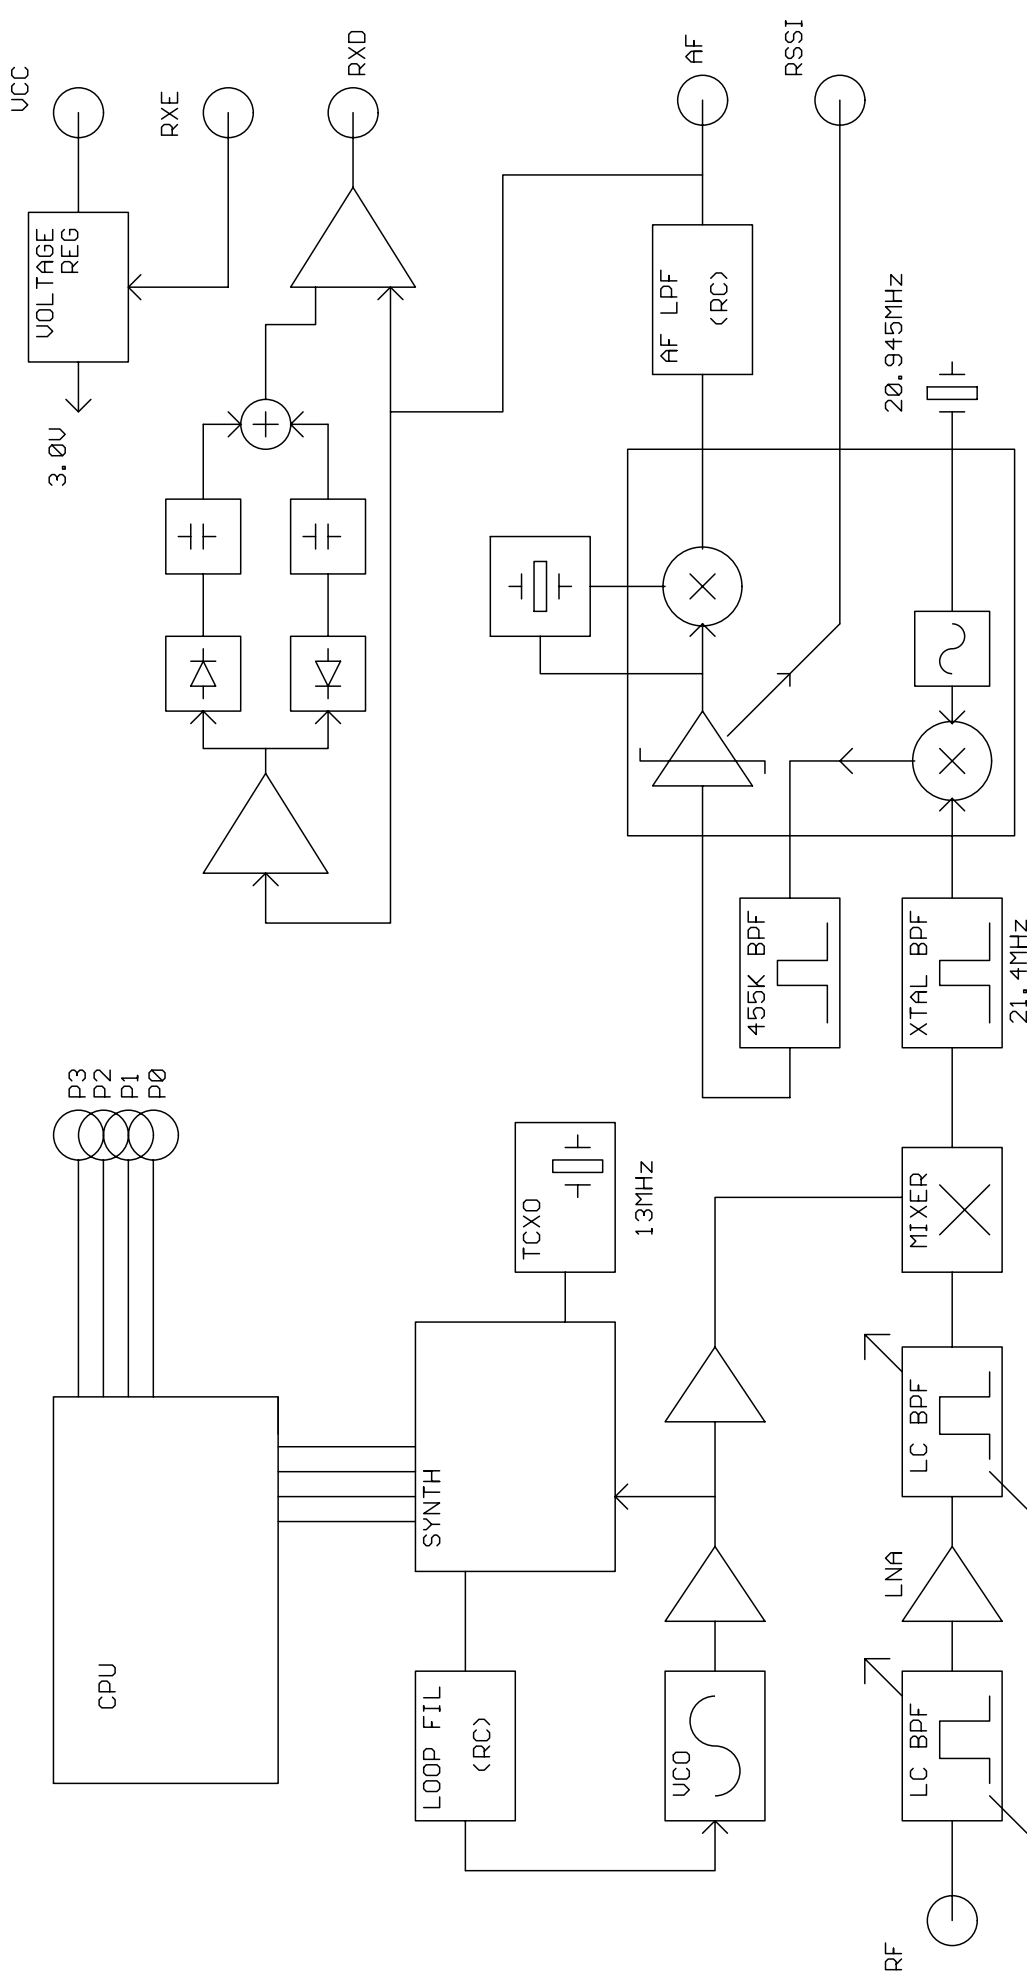 CPU
P3
P2
P1
P0
3.0V
VOLTAGE
REG
VCC
RXE
RXD
LOOP FIL
(RC)
SYNTH
TCXO
13MHz
VCO
AF LPF
(RC)
AF
RSSI
455K BPF
20.945MHz
RF
LC BPF
LNA
LC BPF
MIXER
XTAL BPF
21.4MHz